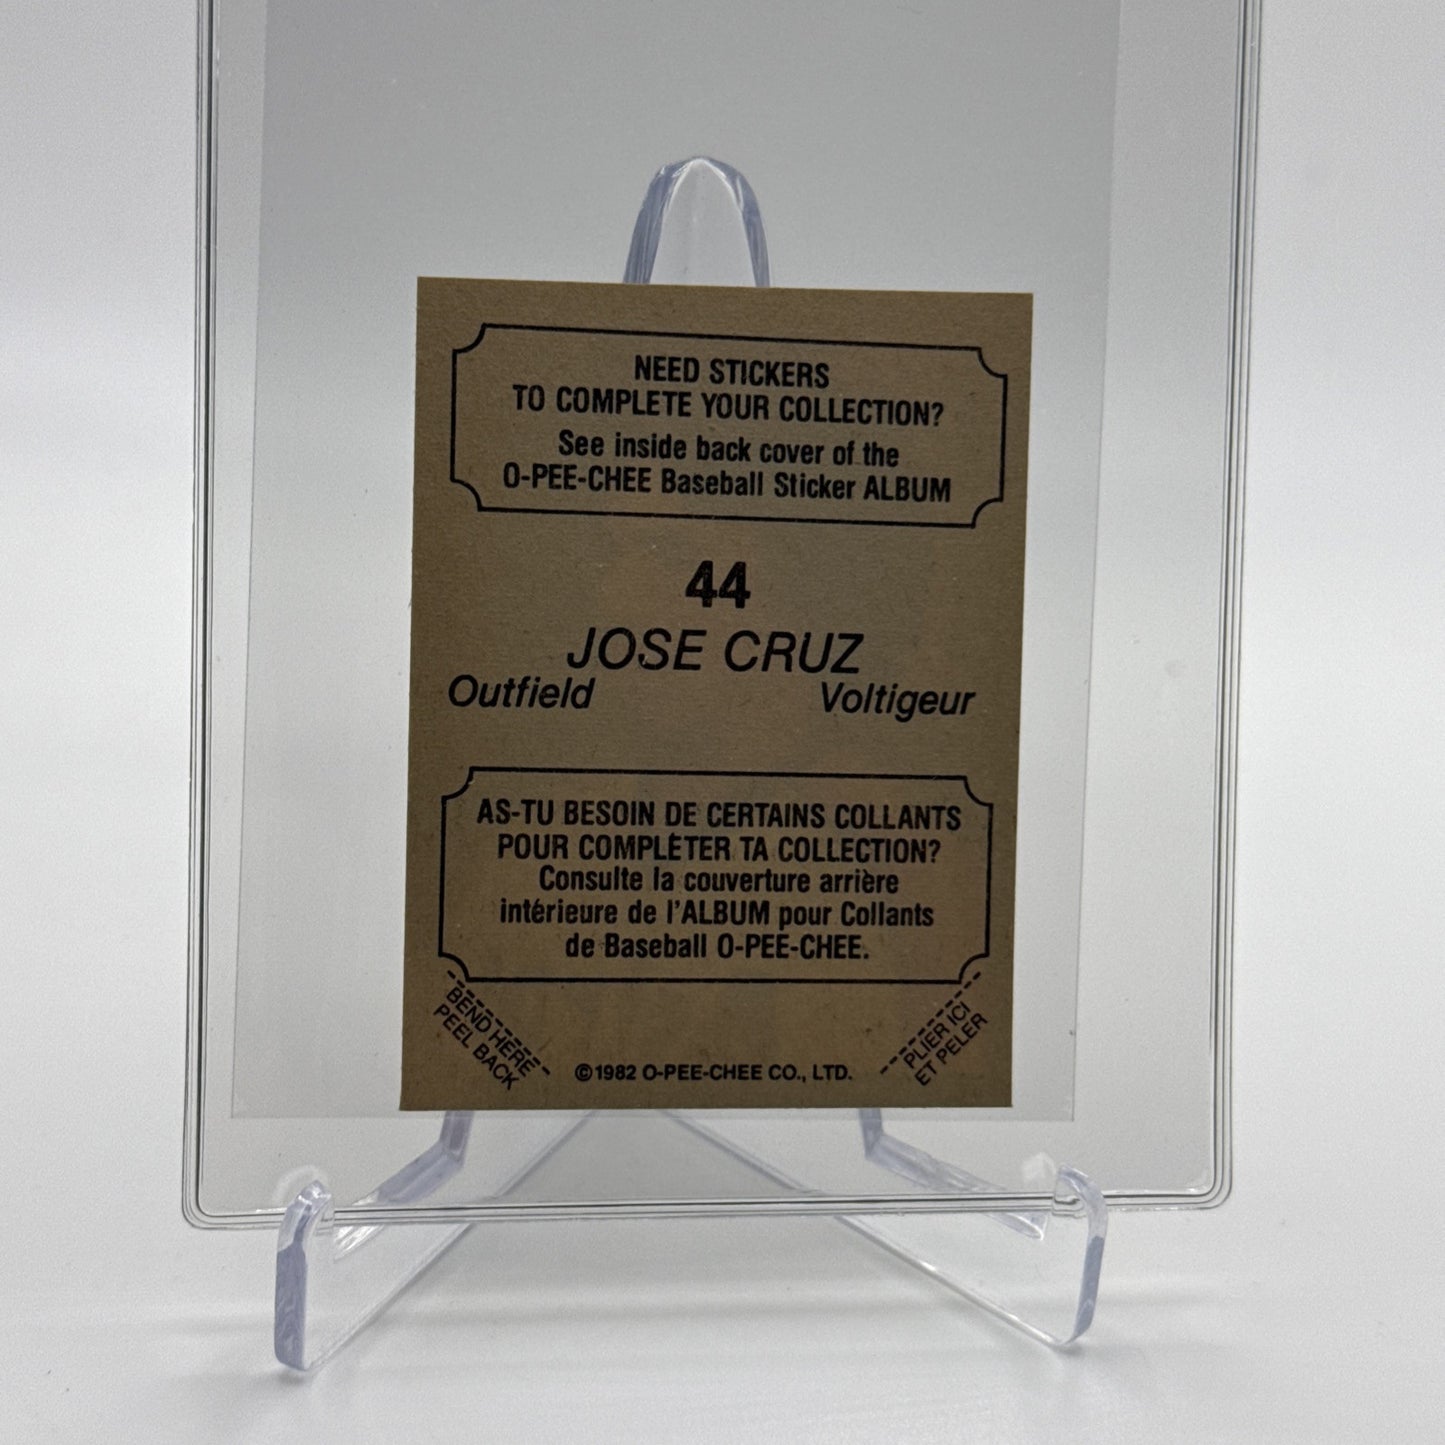 NEED STICKERS
TO COMPLETE YOUR COLLECTION?
See inside back cover of the
O-PEE-CHEE Baseball Sticker ALBUM
44
JOSE CRUZ
Outfield Voltigeur
AS-TU BESOIN DE CERTAINS COLLANTS
POUR COMPLÉTER TA COLLECTION?
Consulte la couverture arrière
intérieure de l'ALBUM pour Collants
de Baseball O-PEE-CHEE.
BEND HERE
PEEL BACK
©1982 O-PEE-CHEE CO., LTD.
PLIER ICI
ET PELER